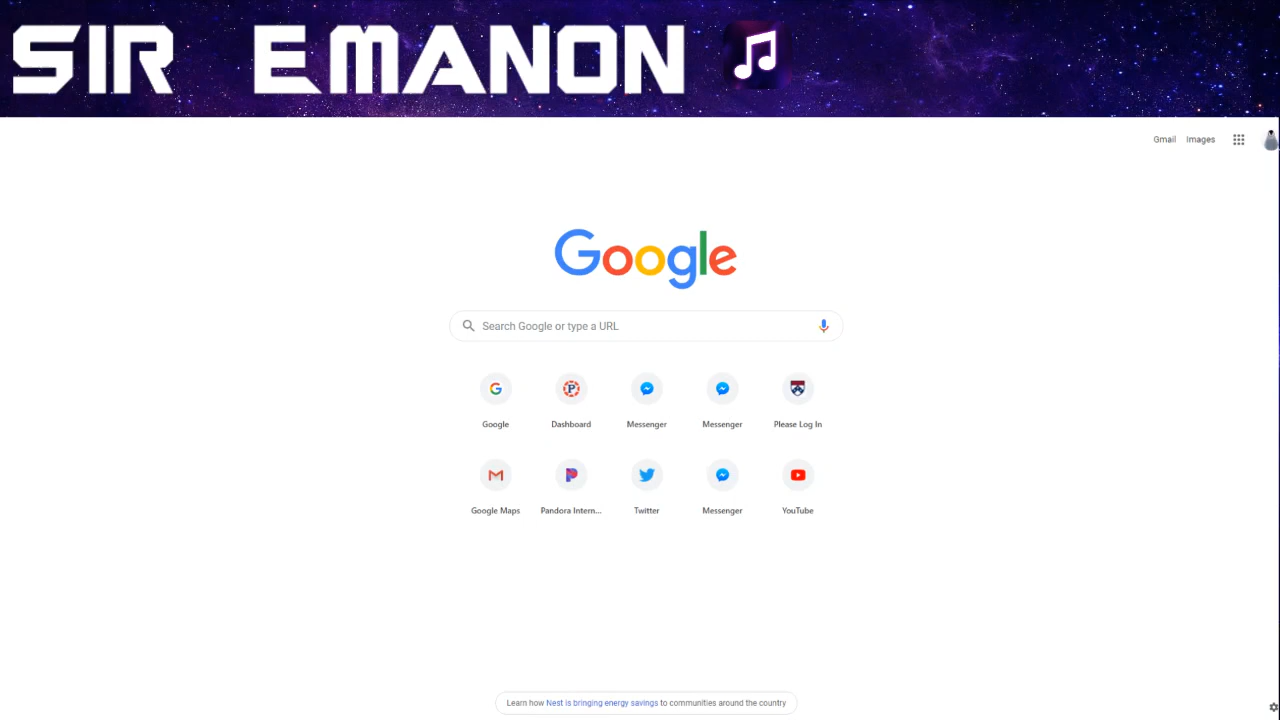 SIR EMANON
Gmail Images
Google
Search Google or type a URL
Google Dashboard Messenger Messenger Please Log In
Google Maps Pandora Intern... Twitter Messenger YouTube
Learn how Nest is bringing energy savings to communities around the country